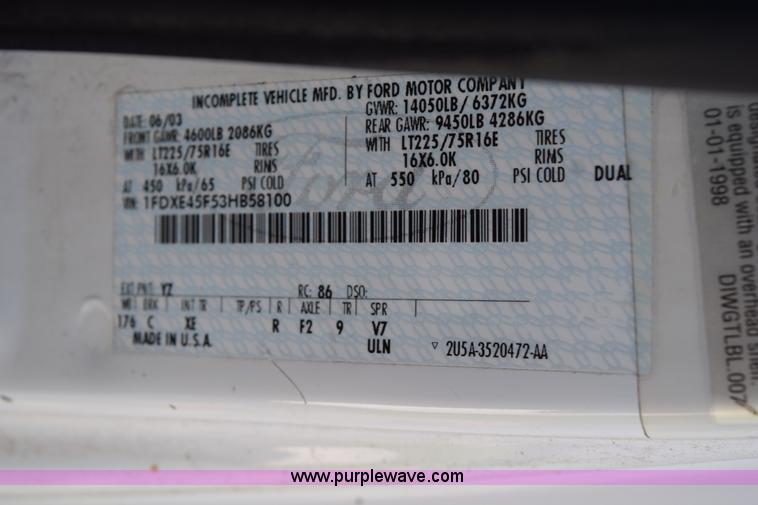 INCOMPLETE VEHICLE MFD. BY FORD MOTOR COMPANY
DATE: 06/03
GVWR: 14050LB/ 6372KG
FRONT GAWR: 4600LB 2086KG
REAR GAWR: 9450LB 4286KG
WITH LT225/75R16E TIRES
WITH LT225/75R16E TIRES
16X6.0K RIMS
16X6.0K RIMS
AT 450 kPa/65 PSI COLD
AT 550 kPa/80 PSI COLD DUAL
VIN: 1FDXE45F53HB58100
Ford
EXT PNT: YZ RC: 86 DSO:
WB BRK INT TR TP/PS R AXLE TR SPR
176 C XE R F2 9 V7
MADE IN U.S.A. ULN
▽ 2U5A-3520472-AA
is equipped with an overhead shelf,
01-01-1998 DIWGTLBL.007
www.purplewave.com